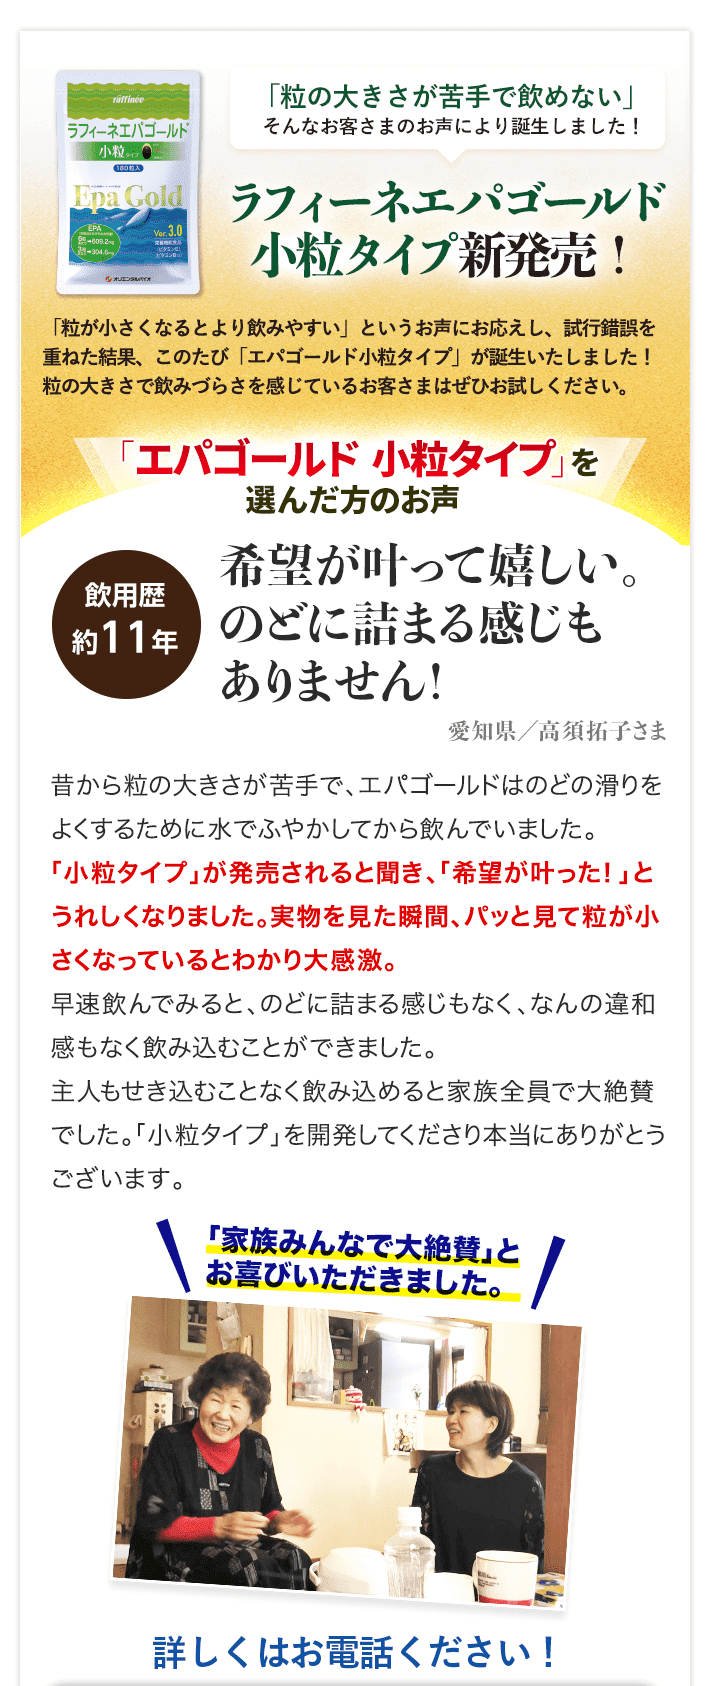 「粒の大きさが苦手で飲めない」
そんなお客さまのお声により誕生しました！
raffinée
ラフィーネエパゴールド
小粒タイプ
180粒入
Epa Gold
Ver.3.0
EPA
6粒
➡609.2mg
3粒
➡304.6mg
栄養機能食品
オリエンタルバイオ
ラフィーネエパゴールド
小粒タイプ新発売！
「粒が小さくなるとより飲みやすい」というお声にお応えし、試行錯誤を
重ねた結果、このたび「エパゴールド小粒タイプ」が誕生いたしました！
粒の大きさで飲みづらさを感じているお客さまはぜひお試しください。
「エパゴールド 小粒タイプ」を
選んだ方のお声
飲用歴
約11年
希望が叶って嬉しい。
のどに詰まる感じも
ありません！
愛知県／高須拓子さま
昔から粒の大きさが苦手で、エパゴールドはのどの滑りを
よくするために水でふやかしてから飲んでいました。
「小粒タイプ」が発売されると聞き、「希望が叶った！」と
うれしくなりました。実物を見た瞬間、パッと見て粒が小
さくなっているとわかり大感激。
早速飲んでみると、のどに詰まる感じもなく、なんの違和
感もなく飲み込むことができました。
主人もせき込むことなく飲み込めると家族全員で大絶賛
でした。「小粒タイプ」を開発してくださり本当にありがとう
ございます。
「家族みんなで大絶賛」と
お喜びいただきました。
詳しくはお電話ください！